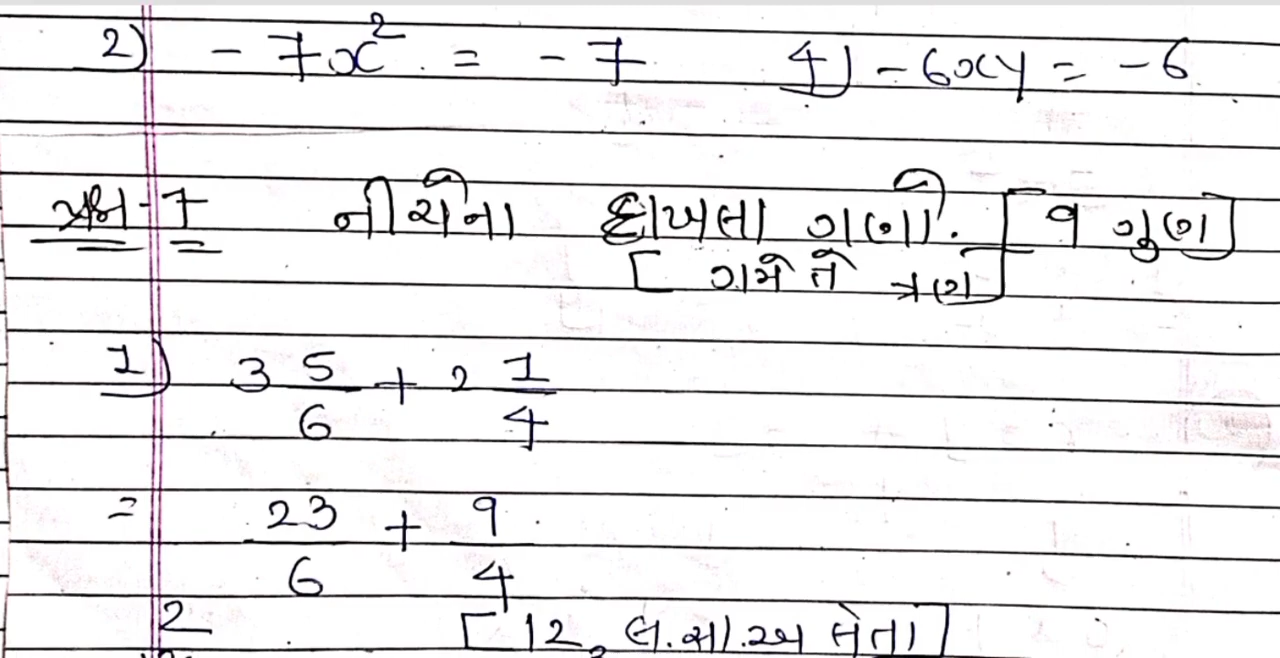 2) -7x² = -7 4) -6xy = -6
પ્રશ્ન-7 નીચેના દાખલા ગણો. [૧ ગુણ]
[ગમે તે ત્રણ]
1) 3 5/6 + 2 1/4
= 23/6 + 9/4
2 [12 લ.સા.અ લેતા]